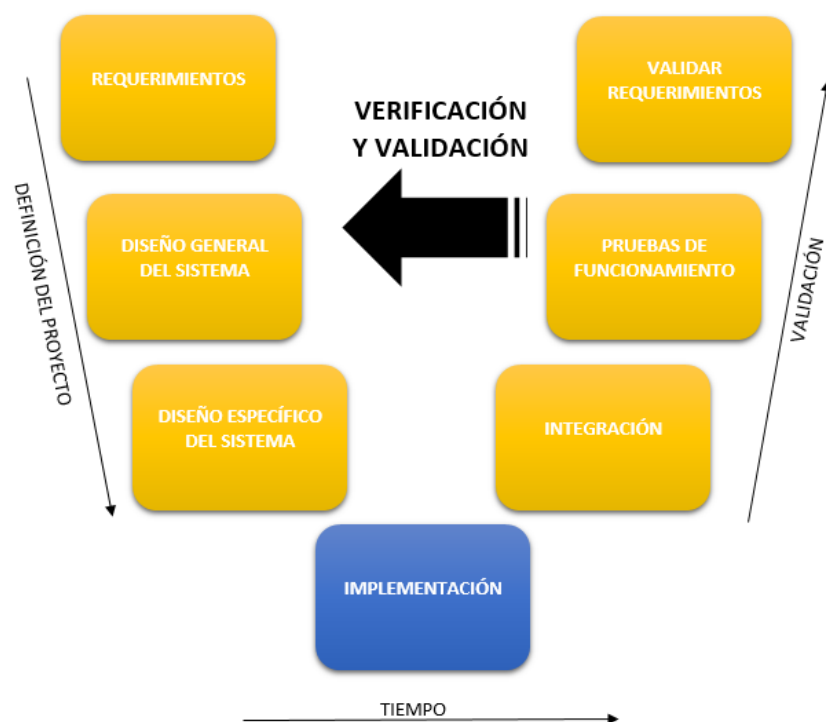 REQUERIMIENTOS
VALIDAR
REQUERIMIENTOS
VERIFICACIÓN
Y VALIDACIÓN
DEFINICIÓN DEL PROYECTO
DISEÑO GENERAL
DEL SISTEMA
PRUEBAS DE
FUNCIONAMIENTO
VALIDACIÓN
DISEÑO ESPECÍFICO
DEL SISTEMA
INTEGRACIÓN
IMPLEMENTACIÓN
TIEMPO